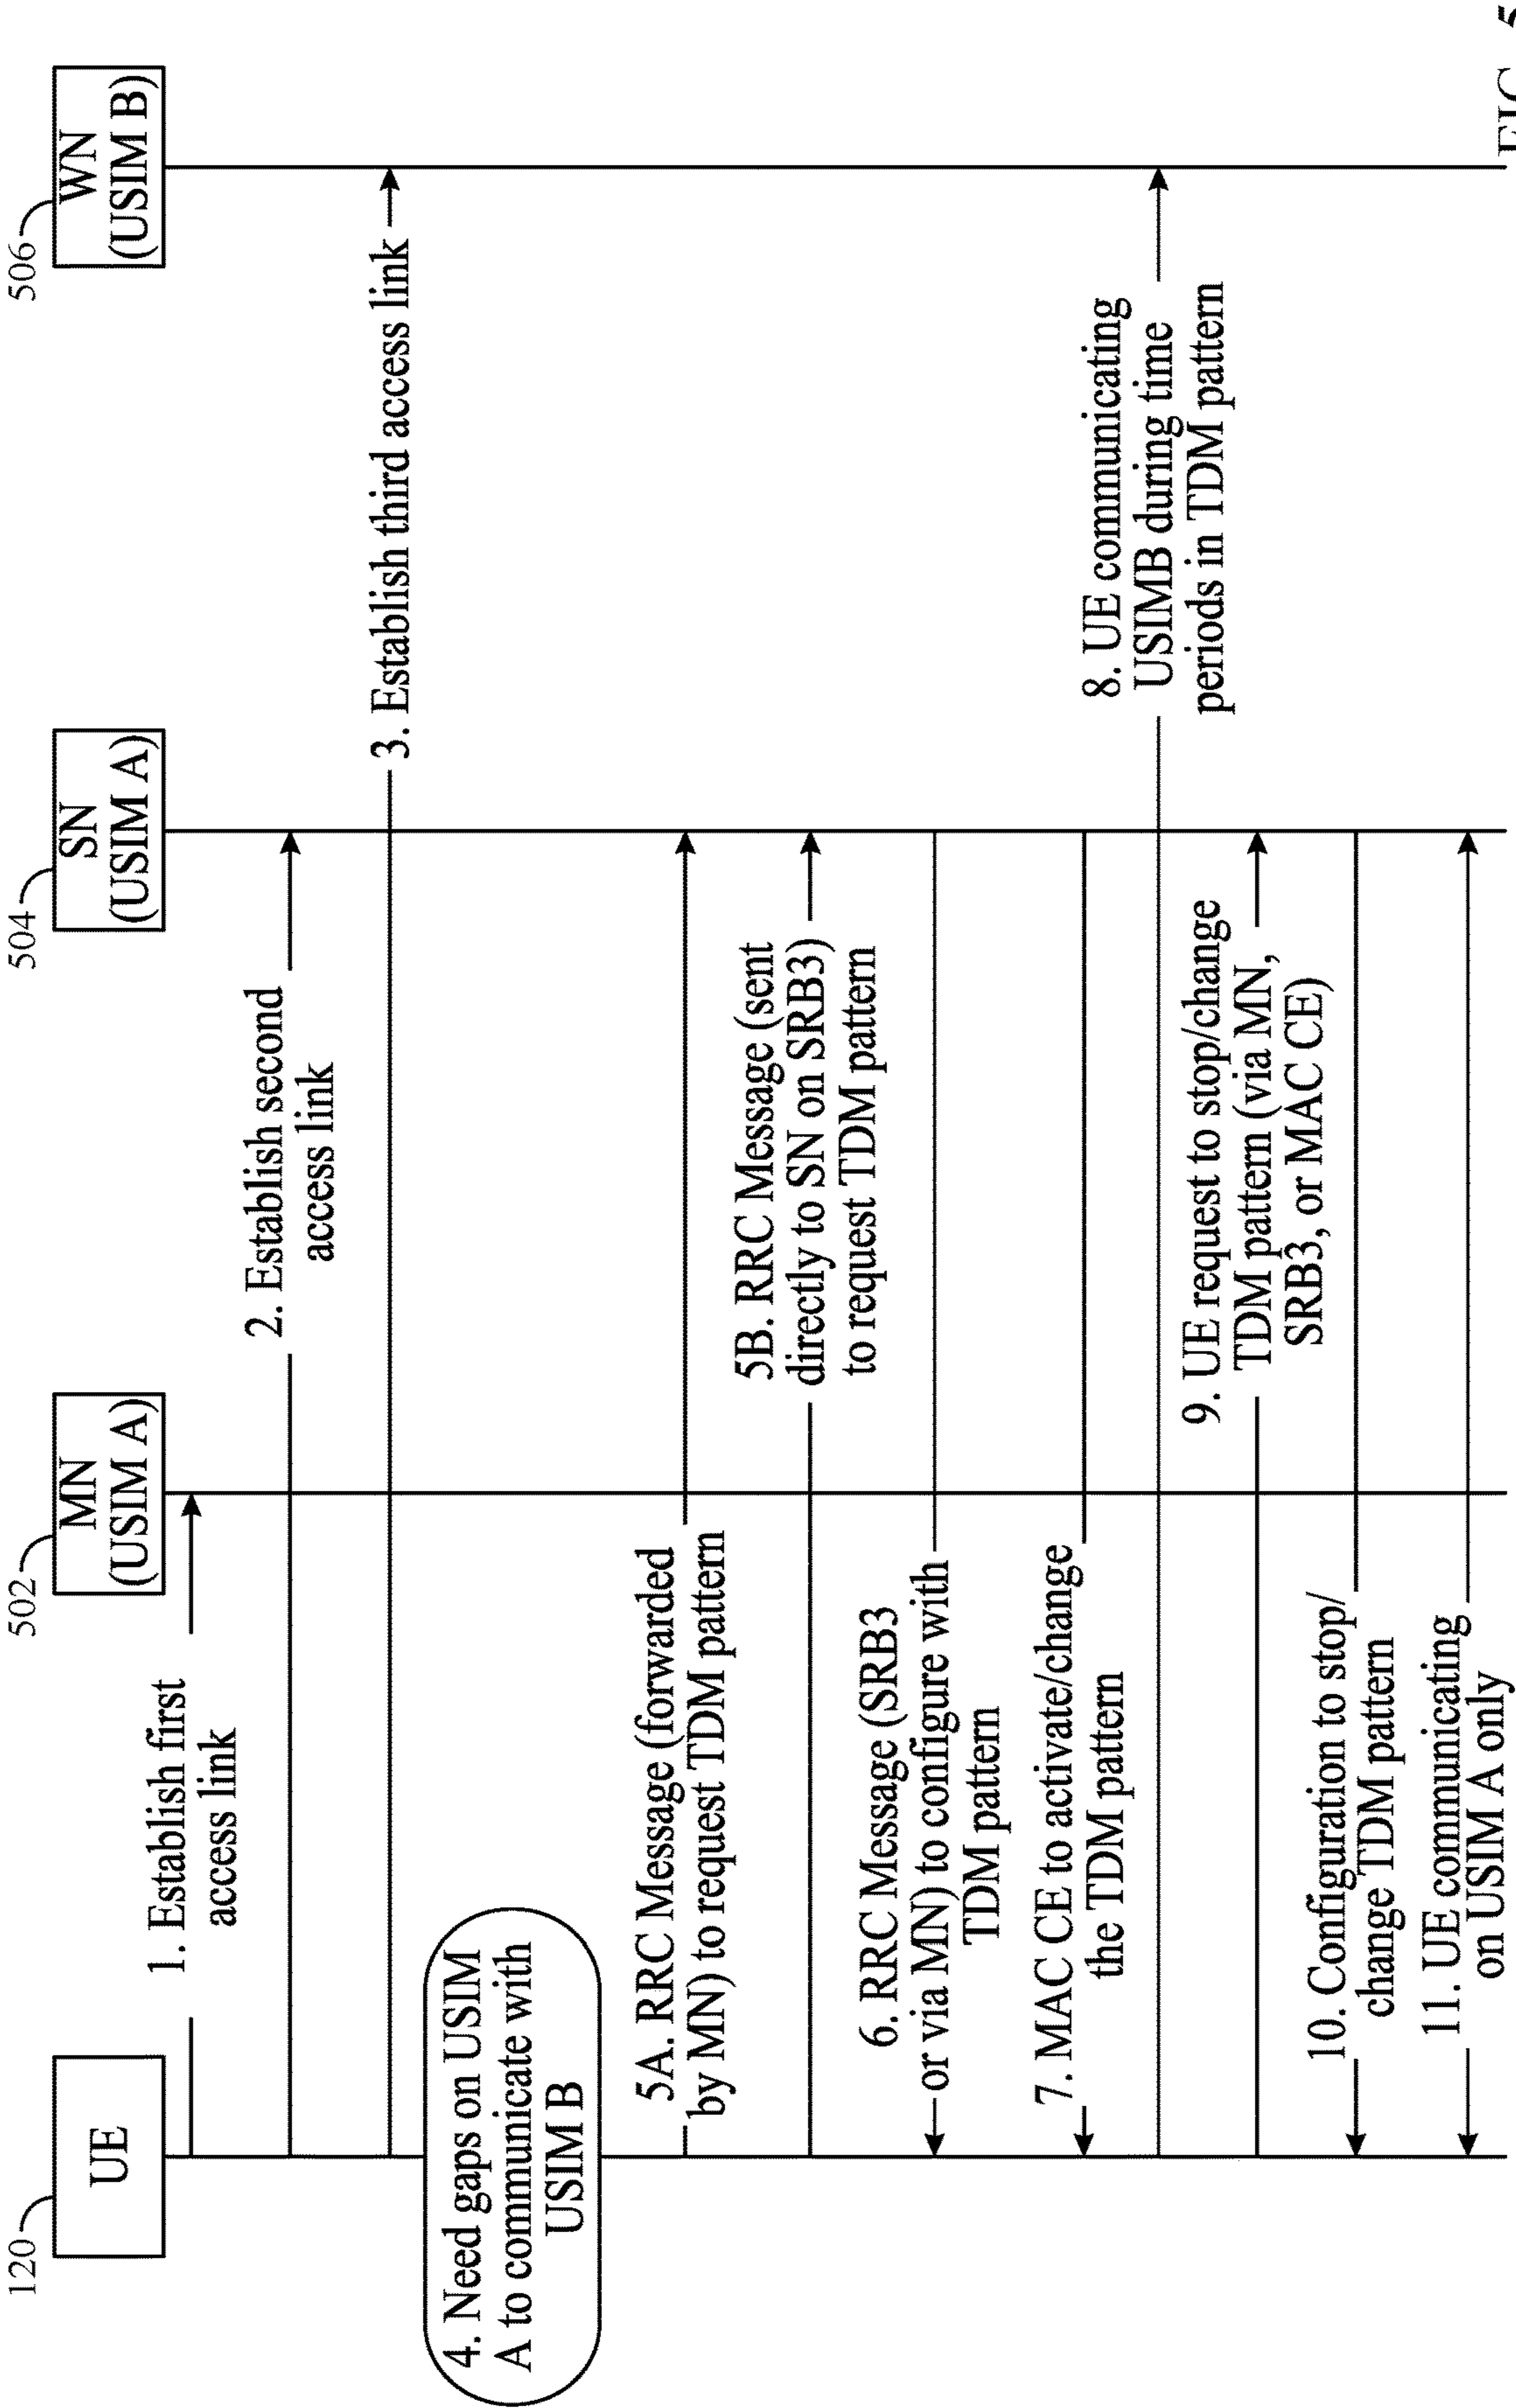 120
UE
502
MN
(USIM A)
504
SN
(USIM A)
506
WN
(USIM B)
1. Establish first
access link
2. Establish second
access link
3. Establish third access link
4. Need gaps on USIM
A to communicate with
USIM B
5A. RRC Message (forwarded
by MN) to request TDM pattern
5B. RRC Message (sent
directly to SN on SRB3)
to request TDM pattern
6. RRC Message (SRB3
or via MN) to configure with
TDM pattern
7. MAC CE to activate/change
the TDM pattern
8. UE communicating
USIMB during time
periods in TDM pattern
9. UE request to stop/change
TDM pattern (via MN,
SRB3, or MAC CE)
10. Configuration to stop/
change TDM pattern
11. UE communicating
on USIM A only